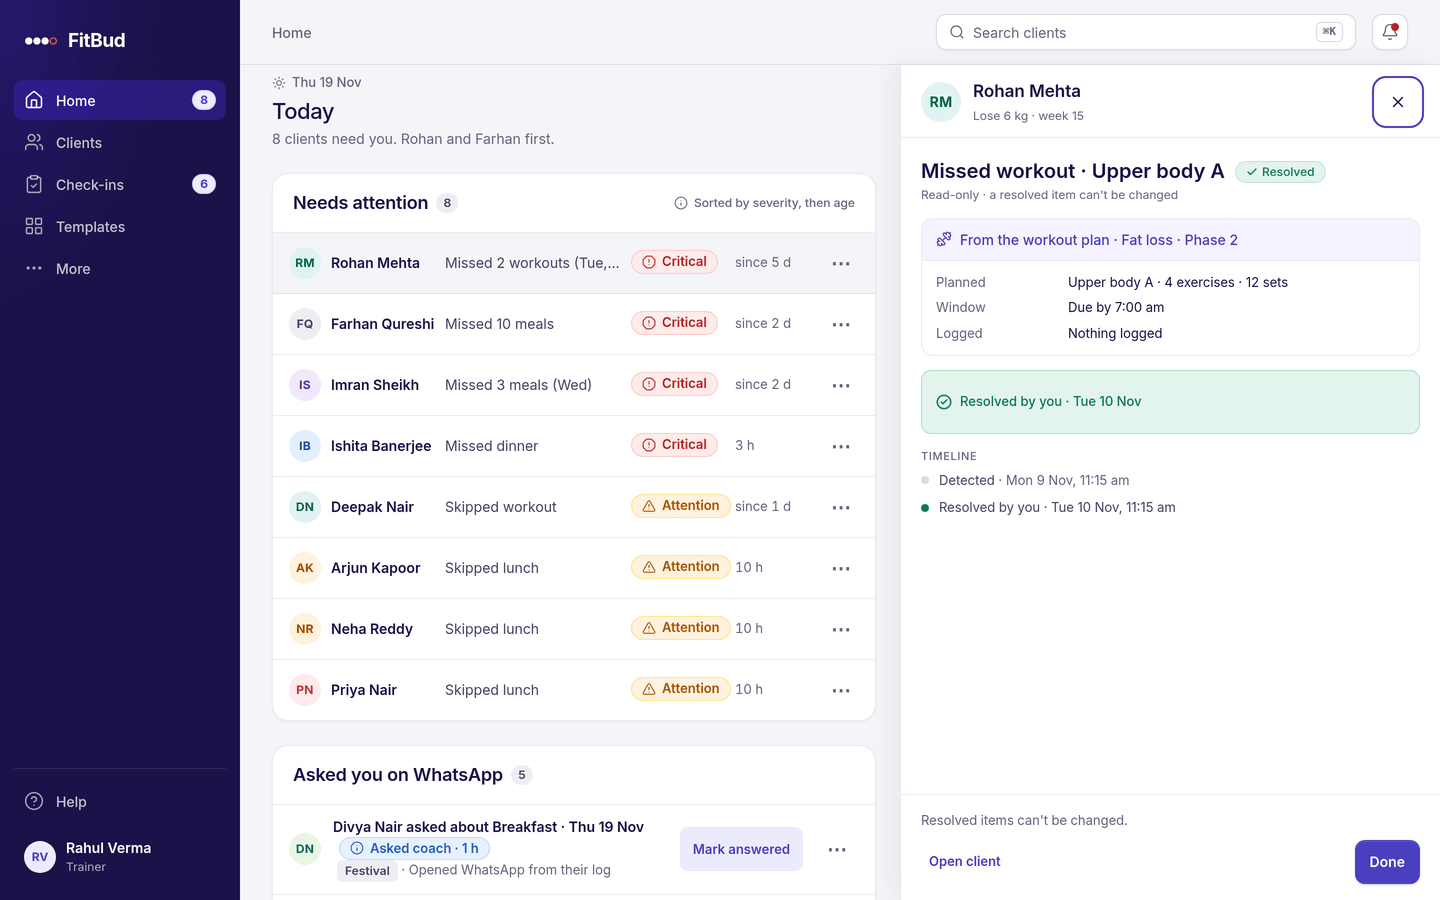 FitBud
Home 8
Clients
Check-ins 6
Templates
More
Help
RV Rahul Verma
Trainer
Home
Search clients ⌘K
Thu 19 Nov
Today
8 clients need you. Rohan and Farhan first.
Needs attention 8 Sorted by severity, then age
RM Rohan Mehta Missed 2 workouts (Tue,... Critical since 5 d
FQ Farhan Qureshi Missed 10 meals Critical since 2 d
IS Imran Sheikh Missed 3 meals (Wed) Critical since 2 d
IB Ishita Banerjee Missed dinner Critical 3 h
DN Deepak Nair Skipped workout Attention since 1 d
AK Arjun Kapoor Skipped lunch Attention 10 h
NR Neha Reddy Skipped lunch Attention 10 h
PN Priya Nair Skipped lunch Attention 10 h
Asked you on WhatsApp 5
DN Divya Nair asked about Breakfast · Thu 19 Nov
Asked coach · 1 h
Festival · Opened WhatsApp from their log
Mark answered
RM Rohan Mehta
Lose 6 kg · week 15
Missed workout · Upper body A Resolved
Read-only · a resolved item can't be changed
From the workout plan · Fat loss · Phase 2
Planned Upper body A · 4 exercises · 12 sets
Window Due by 7:00 am
Logged Nothing logged
Resolved by you · Tue 10 Nov
TIMELINE
Detected · Mon 9 Nov, 11:15 am
Resolved by you · Tue 10 Nov, 11:15 am
Resolved items can't be changed.
Open client Done